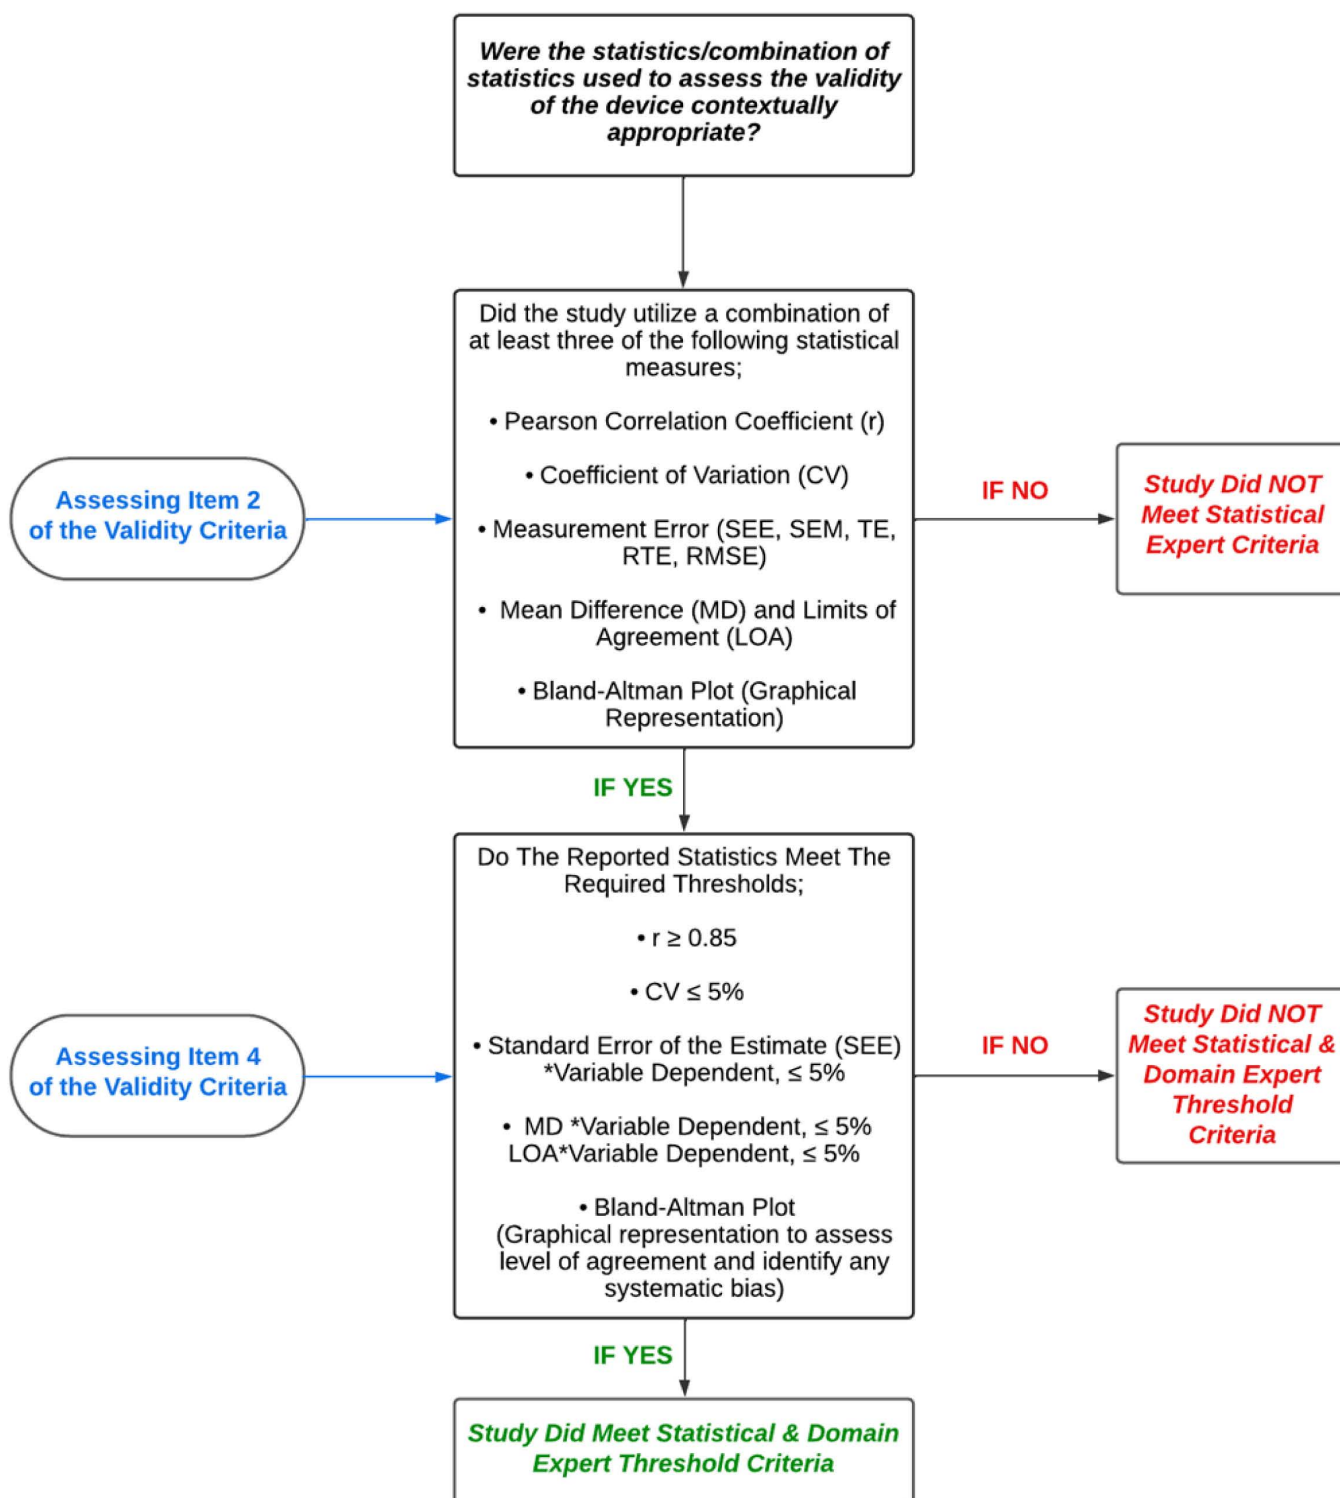 Were the statistics/combination of
statistics used to assess the validity
of the device contextually
appropriate?
Did the study utilize a combination of
at least three of the following statistical
measures;
• Pearson Correlation Coefficient (r)
• Coefficient of Variation (CV)
• Measurement Error (SEE, SEM, TE,
RTE, RMSE)
• Mean Difference (MD) and Limits of
Agreement (LOA)
• Bland-Altman Plot (Graphical
Representation)
Assessing Item 2
of the Validity Criteria
IF NO
Study Did NOT
Meet Statistical
Expert Criteria
IF YES
Do The Reported Statistics Meet The
Required Thresholds;
• r ≥ 0.85
• CV ≤ 5%
• Standard Error of the Estimate (SEE)
*Variable Dependent, ≤ 5%
• MD *Variable Dependent, ≤ 5%
LOA*Variable Dependent, ≤ 5%
• Bland-Altman Plot
(Graphical representation to assess
level of agreement and identify any
systematic bias)
Assessing Item 4
of the Validity Criteria
IF NO
Study Did NOT
Meet Statistical &
Domain Expert
Threshold
Criteria
IF YES
Study Did Meet Statistical & Domain
Expert Threshold Criteria